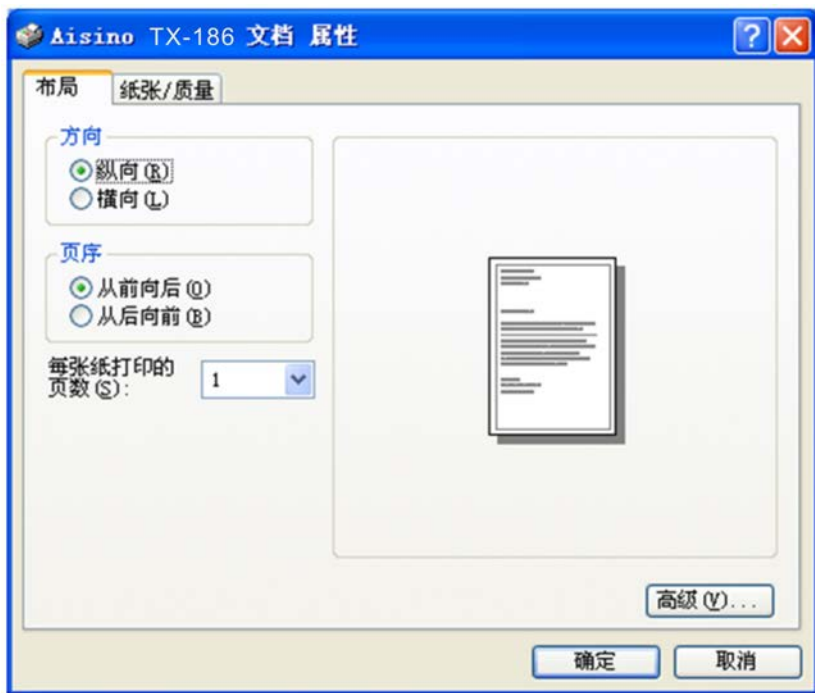 Aisino TX-186 文档 属性
布局
纸张/质量
方向
纵向(R)
横向(L)
页序
从前向后(O)
从后向前(B)
每张纸打印的
页数(S):
1
高级(V)...
确定
取消